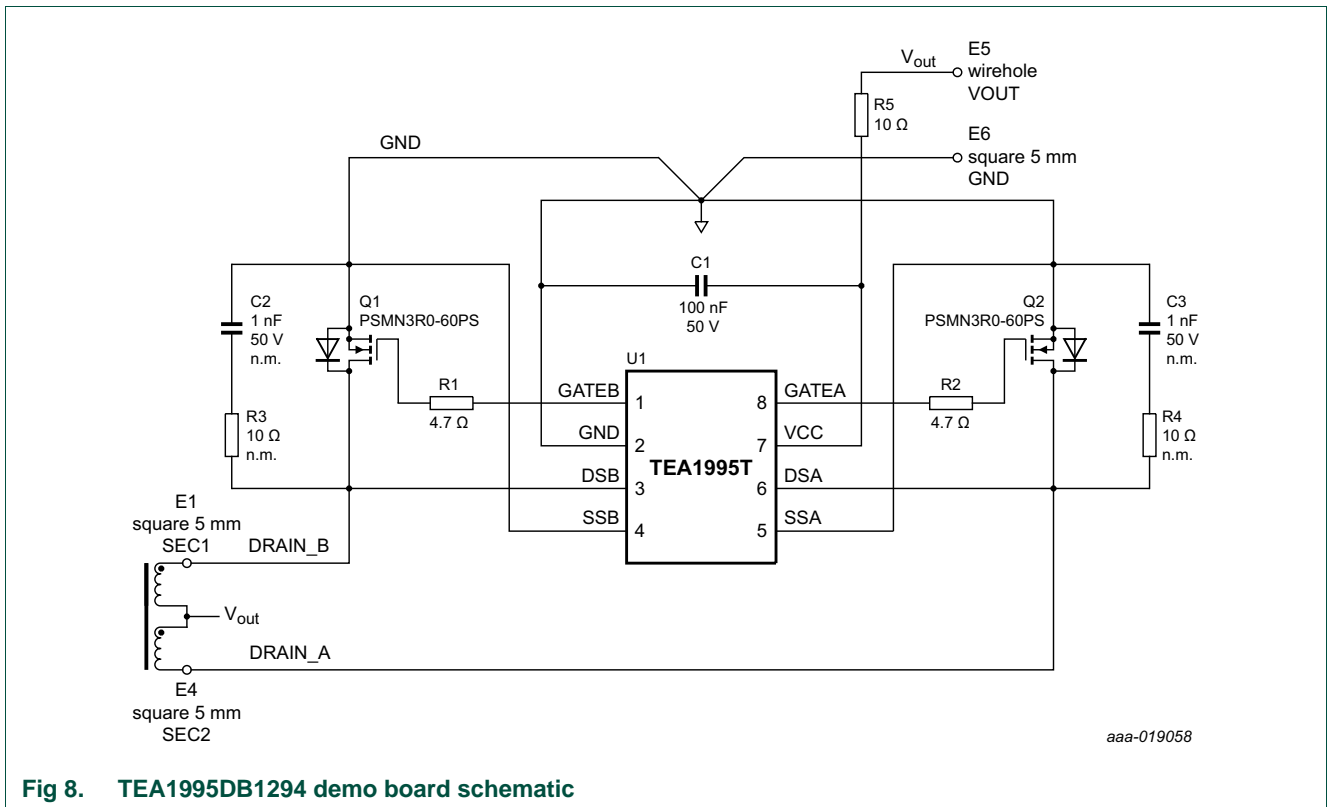 V_out
E5
wirehole
VOUT
R5
10 Ω
E6
square 5 mm
GND
GND
C1
100 nF
50 V
C2
1 nF
50 V
n.m.
Q1
PSMN3R0-60PS
Q2
PSMN3R0-60PS
C3
1 nF
50 V
n.m.
U1
R1
4.7 Ω
GATEB
1
8
GATEA
R2
4.7 Ω
R3
10 Ω
n.m.
GND
2
7
VCC
R4
10 Ω
n.m.
TEA1995T
DSB
3
6
DSA
SSB
4
5
SSA
E1
square 5 mm
SEC1
DRAIN_B
V_out
DRAIN_A
E4
square 5 mm
SEC2
aaa-019058
Fig 8. TEA1995DB1294 demo board schematic